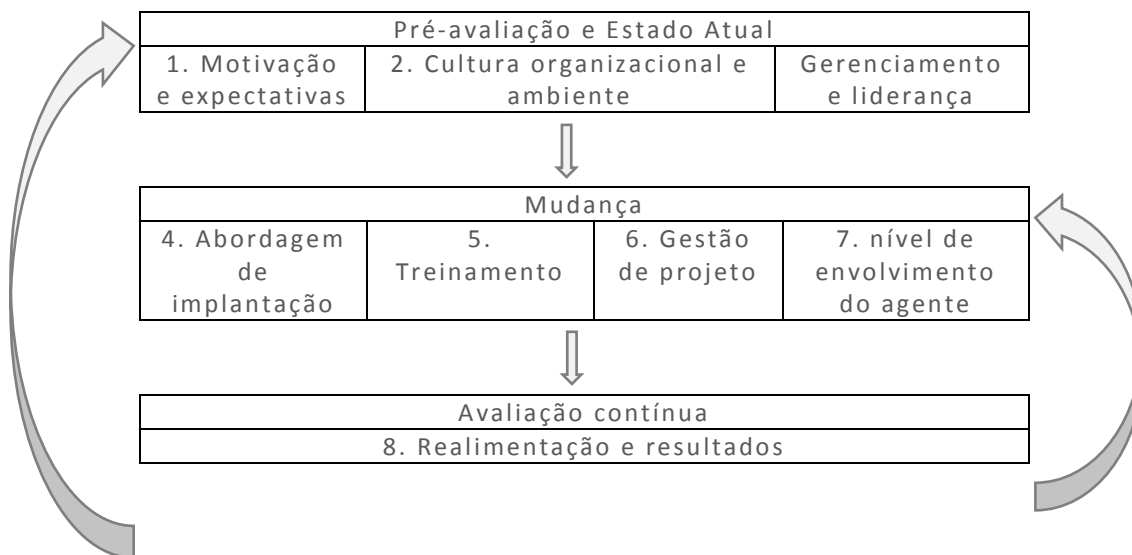 Pré-avaliação e Estado Atual
1. Motivação
e expectativas
2. Cultura organizacional e
ambiente
Gerenciamento
e liderança
Mudança
4. Abordagem
de
implantação
5.
Treinamento
6. Gestão
de projeto
7. nível de
envolvimento
do agente
Avaliação contínua
8. Realimentação e resultados